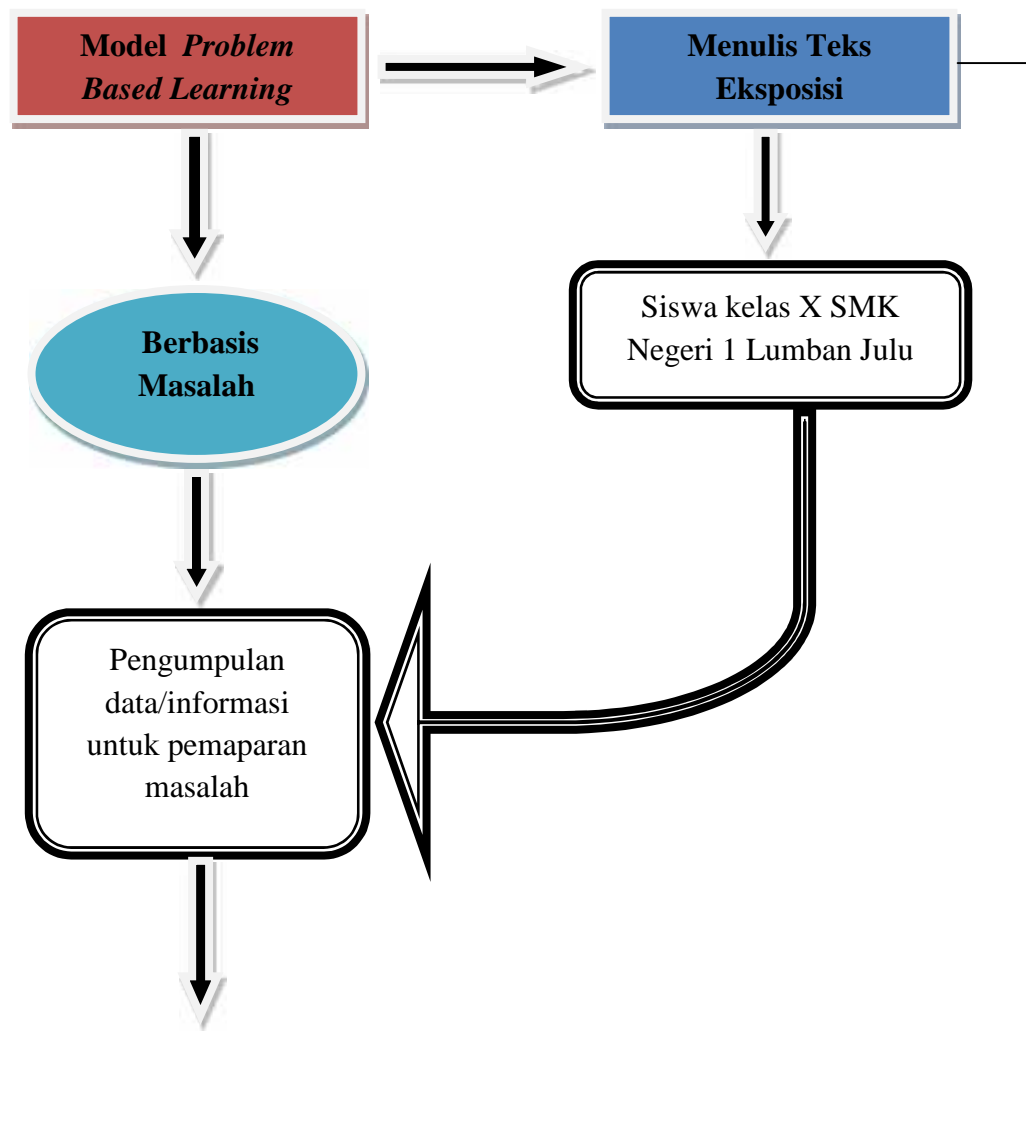 Model Problem
Based Learning
Menulis Teks
Eksposisi
Berbasis
Masalah
Siswa kelas X SMK
Negeri 1 Lumban Julu
Pengumpulan
data/informasi
untuk pemaparan
masalah